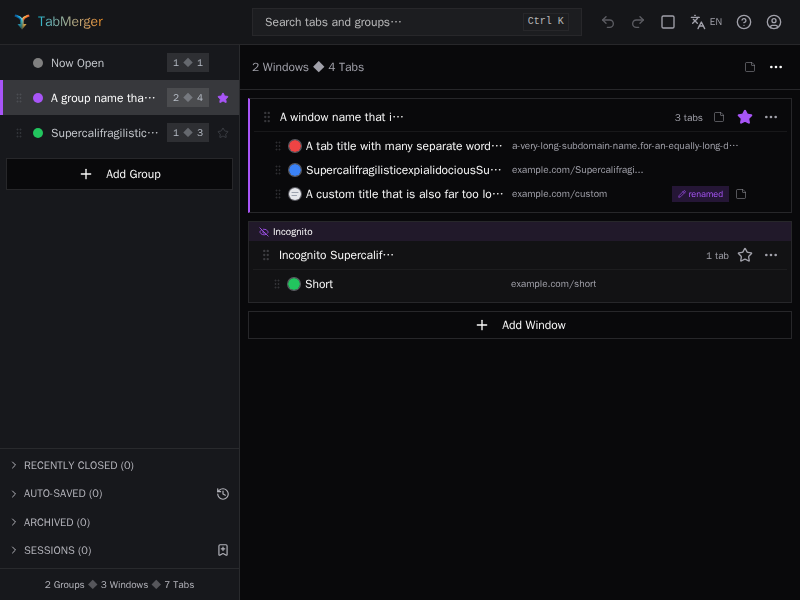 TabMerger
Search tabs and groups⋯ Ctrl K
EN
Now Open 1 ◆ 1
A group name tha⋯ 2 ◆ 4
Supercalifragilistic⋯ 1 ◆ 3
Add Group
2 Windows ◆ 4 Tabs
A window name that i⋯ 3 tabs
A tab title with many separate word⋯ a-very-long-subdomain-name.for-an-equally-long-d⋯
SupercalifragilisticexpialidociousSu⋯ example.com/Supercalifragi...
A custom title that is also far too lo⋯ example.com/custom renamed
Incognito
Incognito Supercalif⋯ 1 tab
Short example.com/short
Add Window
RECENTLY CLOSED (0)
AUTO-SAVED (0)
ARCHIVED (0)
SESSIONS (0)
2 Groups ◆ 3 Windows ◆ 7 Tabs